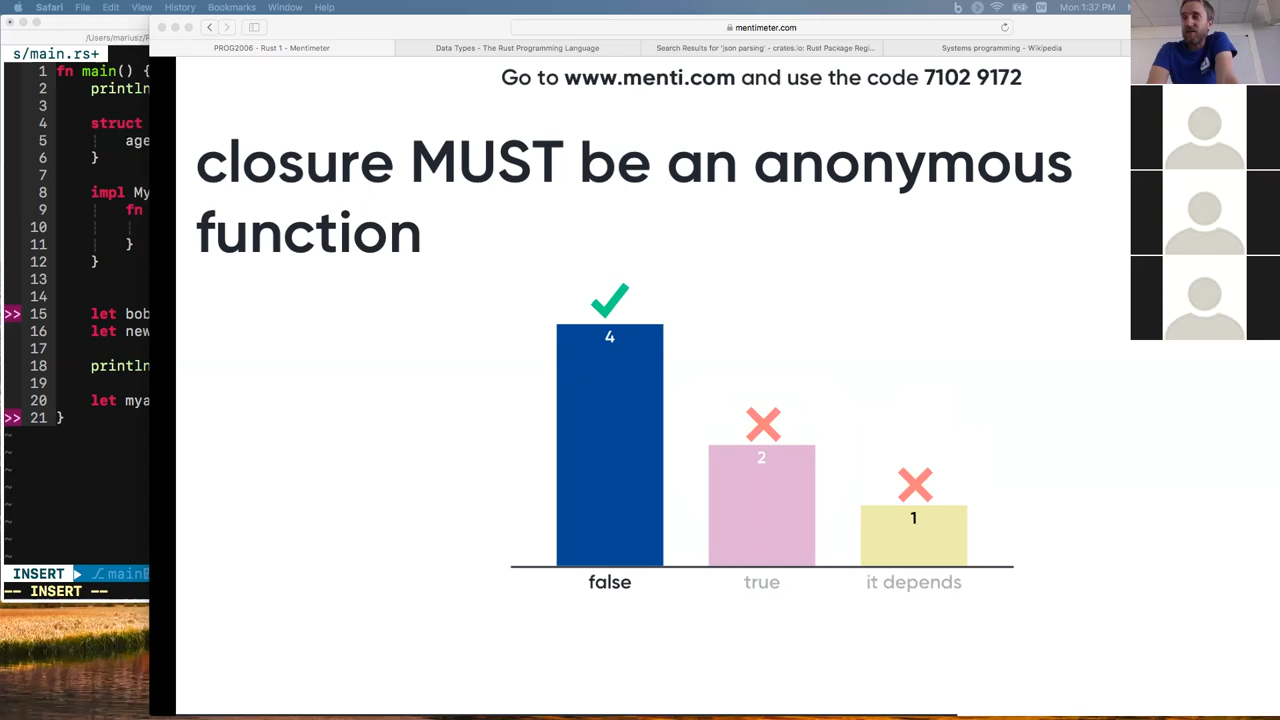 Safari File Edit View History Bookmarks Window Help
Mon 1:37 PM
mentimeter.com
/Users/mariusz/P
PROG2006 - Rust 1 - Mentimeter
Data Types - The Rust Programming Language
Search Results for 'json parsing' - crates.io: Rust Package Regi...
Systems programming - Wikipedia
s/main.rs+
1 fn main() {
2 println
3
4 struct
5 age
6 }
7
8 impl My
9 fn
10
11 }
12 }
13
14
>> 15 let bob
16 let new
17
18 println
19
20 let mya
>> 21 }
~
~
~
~
~
~
~
~
INSERT main
-- INSERT --
Go to www.menti.com and use the code 7102 9172
closure MUST be an anonymous
function
4
2
1
false
true
it depends